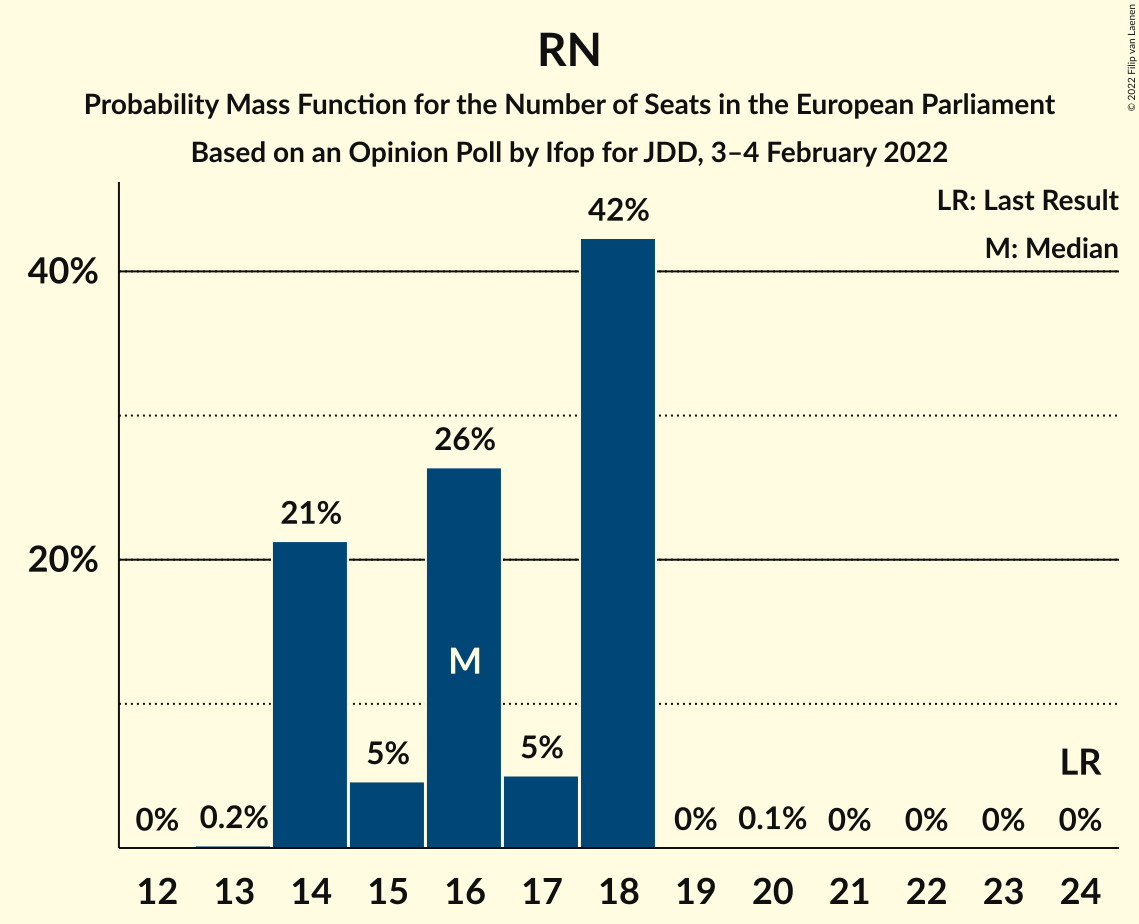 RN
Probability Mass Function for the Number of Seats in the European Parliament
Based on an Opinion Poll by Ifop for JDD, 3–4 February 2022
© 2022 Filip van Laenen
LR: Last Result
M: Median
40%
20%
0%
0.2%
21%
5%
26%
5%
42%
0%
0.1%
0%
0%
0%
0%
M
LR
12 13 14 15 16 17 18 19 20 21 22 23 24